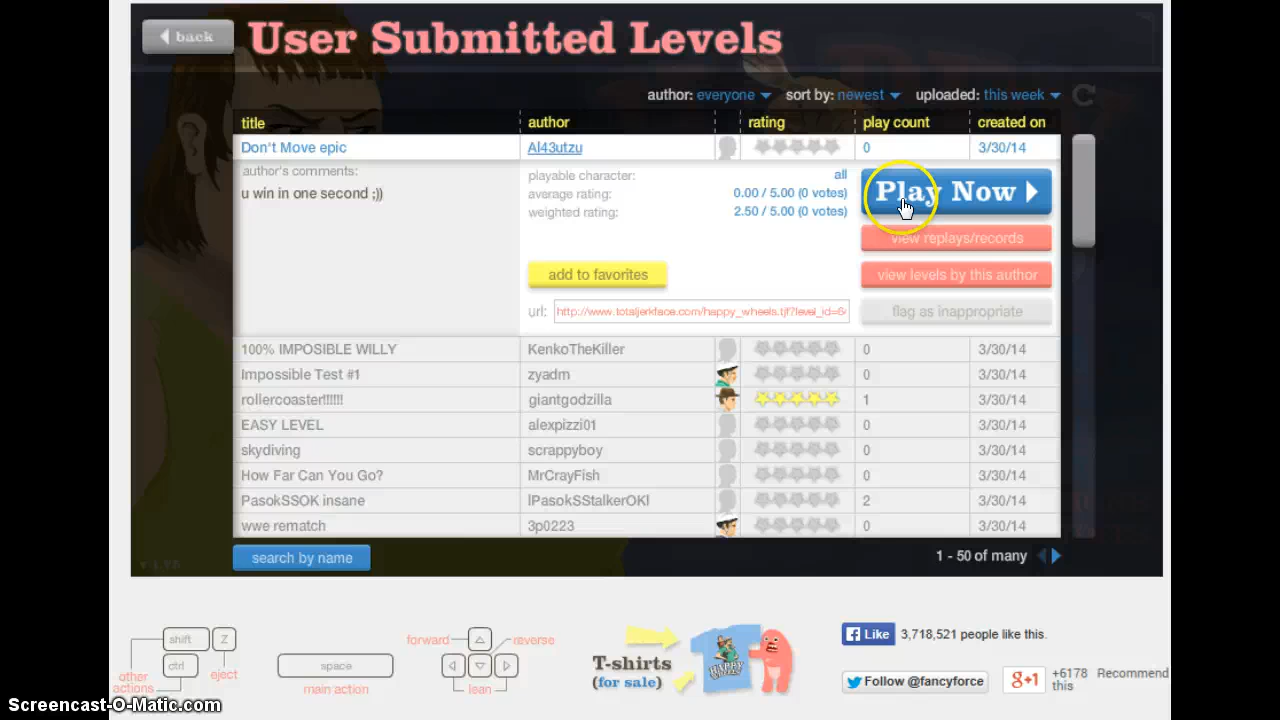 back
User Submitted Levels
author: everyone sort by: newest uploaded: this week
title author rating play count created on
Don't Move epic Al43utzu 0 3/30/14
author's comments:
u win in one second ;))
playable character: all
average rating: 0.00 / 5.00 (0 votes)
weighted rating: 2.50 / 5.00 (0 votes)
Play Now
view replays/records
add to favorites
view levels by this author
url: http://www.totaljerkface.com/happy_wheels.tjf?level_id=6
flag as inappropriate
100% IMPOSIBLE WILLY KenkoTheKiller 0 3/30/14
Impossible Test #1 zyadm 0 3/30/14
rollercoaster!!!!!! giantgodzilla 1 3/30/14
EASY LEVEL alexpizzi01 0 3/30/14
skydiving scrappyboy 0 3/30/14
How Far Can You Go? MrCrayFish 0 3/30/14
PasokSSOK insane lPasokSStalkerOKl 2 3/30/14
wwe rematch 3p0223 0 3/30/14
search by name
1 - 50 of many
shift Z
ctrl
other
actions
eject
space
main action
forward reverse
lean
T-shirts
(for sale)
HAPPY
WHEELS
Like 3,718,521 people like this.
Follow @fancyforce
g+1 +6178 Recommend
this
Screencast-O-Matic.com